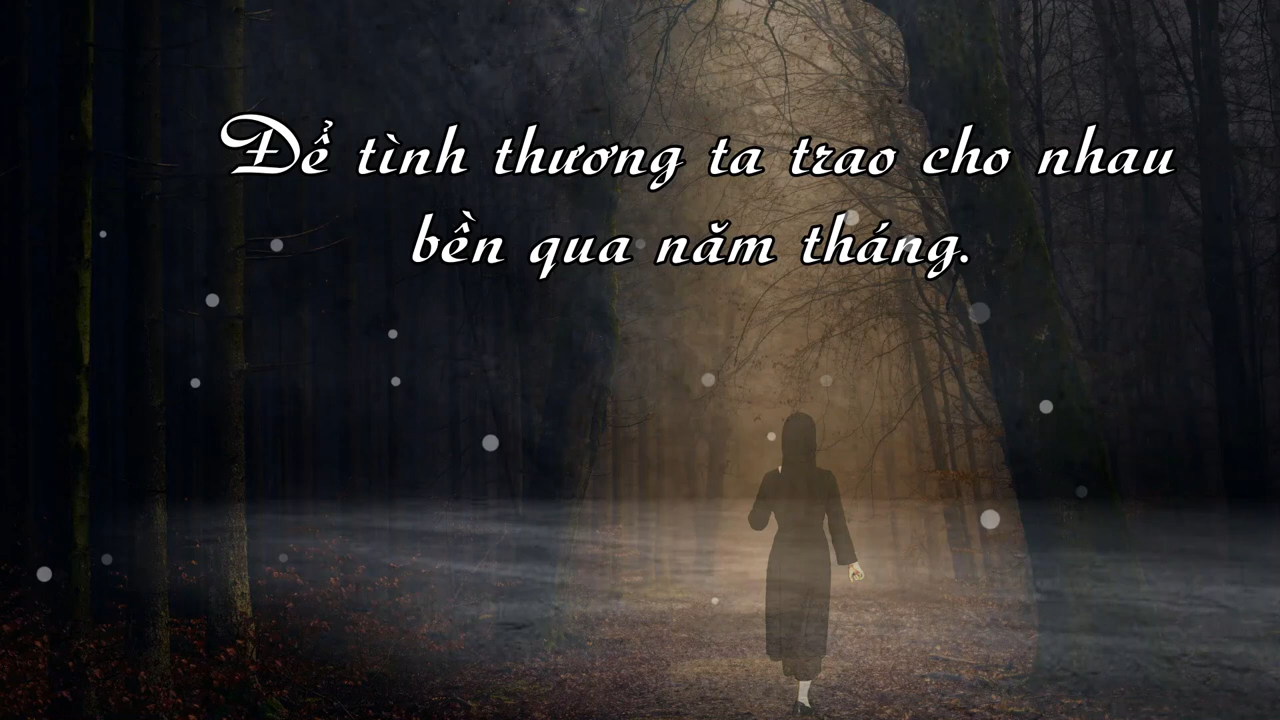 Để tình thương ta trao cho nhau
bền qua năm tháng.